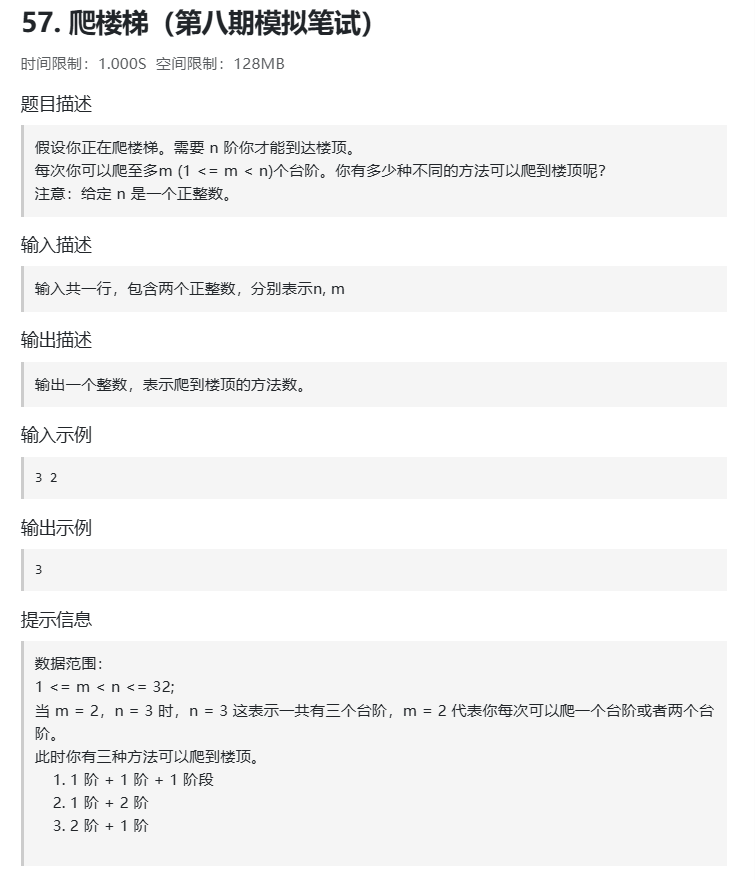 57. 爬楼梯（第八期模拟笔试）
时间限制：1.000S 空间限制：128MB
题目描述
假设你正在爬楼梯。需要 n 阶你才能到达楼顶。
每次你可以爬至多m (1 <= m < n)个台阶。你有多少种不同的方法可以爬到楼顶呢？
注意：给定 n 是一个正整数。
输入描述
输入共一行，包含两个正整数，分别表示n, m
输出描述
输出一个整数，表示爬到楼顶的方法数。
输入示例
3 2
输出示例
3
提示信息
数据范围：
1 <= m < n <= 32;
当 m = 2，n = 3 时，n = 3 这表示一共有三个台阶，m = 2 代表你每次可以爬一个台阶或者两个台
阶。
此时你有三种方法可以爬到楼顶。
1. 1 阶 + 1 阶 + 1 阶段
2. 1 阶 + 2 阶
3. 2 阶 + 1 阶